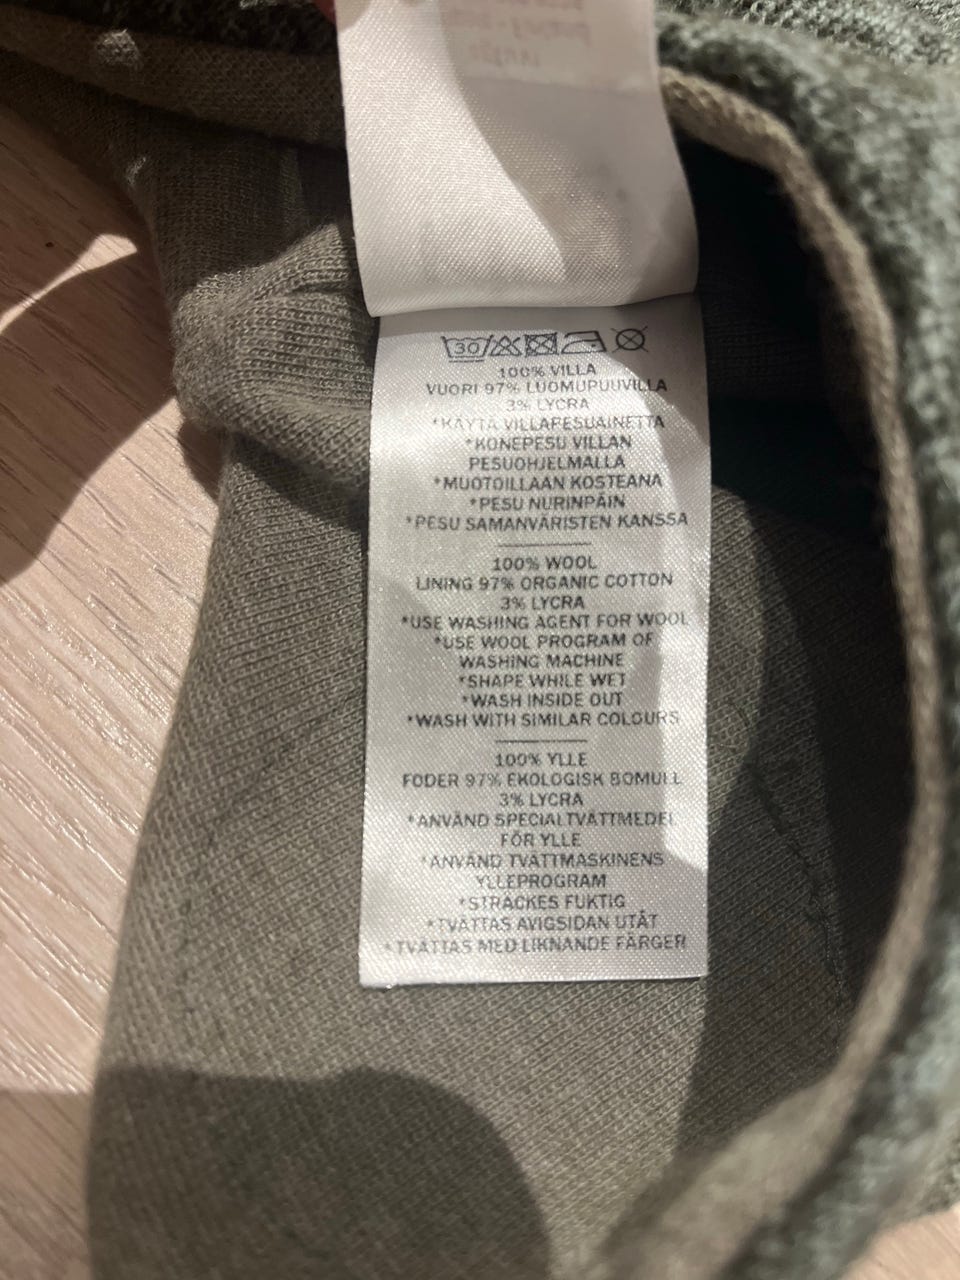 30
100% VILLA
VUORI 97% LUOMUPUUVILLA
3% LYCRA
*KÄYTÄ VILLAPESUAINETTA
*KONEPESU VILLAN
PESUOHJELMALLA
*MUOTOILLAAN KOSTEANA
*PESU NURINPÄIN
*PESU SAMANVÄRISTEN KANSSA
100% WOOL
LINING 97% ORGANIC COTTON
3% LYCRA
*USE WASHING AGENT FOR WOOL
*USE WOOL PROGRAM OF
WASHING MACHINE
*SHAPE WHILE WET
*WASH INSIDE OUT
*WASH WITH SIMILAR COLOURS
100% YLLE
FODER 97% EKOLOGISK BOMULL
3% LYCRA
*ANVÄND SPECIALTVÄTTMEDEL
FÖR YLLE
*ANVÄND TVÄTTMASKINENS
YLLEPROGRAM
*STRÄCKES FUKTIG
*TVÄTTAS AVIGSIDAN UTÅT
*TVÄTTAS MED LIKNANDE FÄRGER